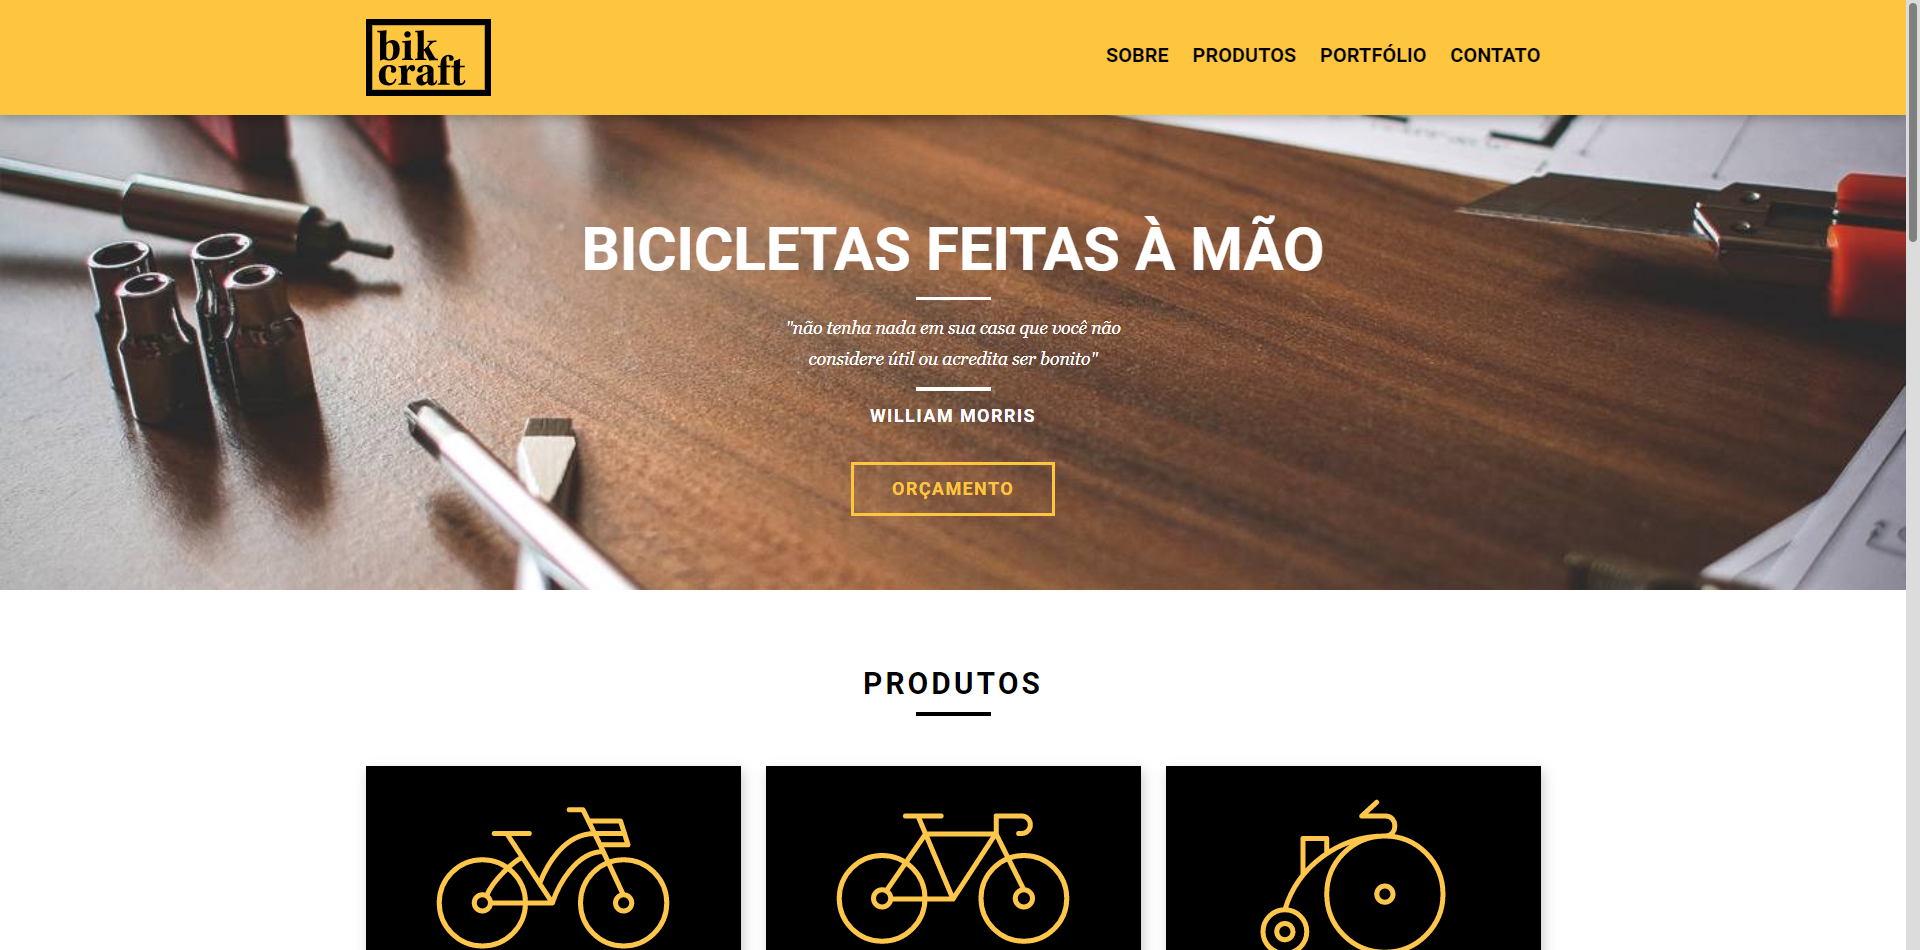 bik
craft
SOBRE PRODUTOS PORTFÓLIO CONTATO
BICICLETAS FEITAS À MÃO
"não tenha nada em sua casa que você não
considere útil ou acredita ser bonito"
WILLIAM MORRIS
ORÇAMENTO
PRODUTOS